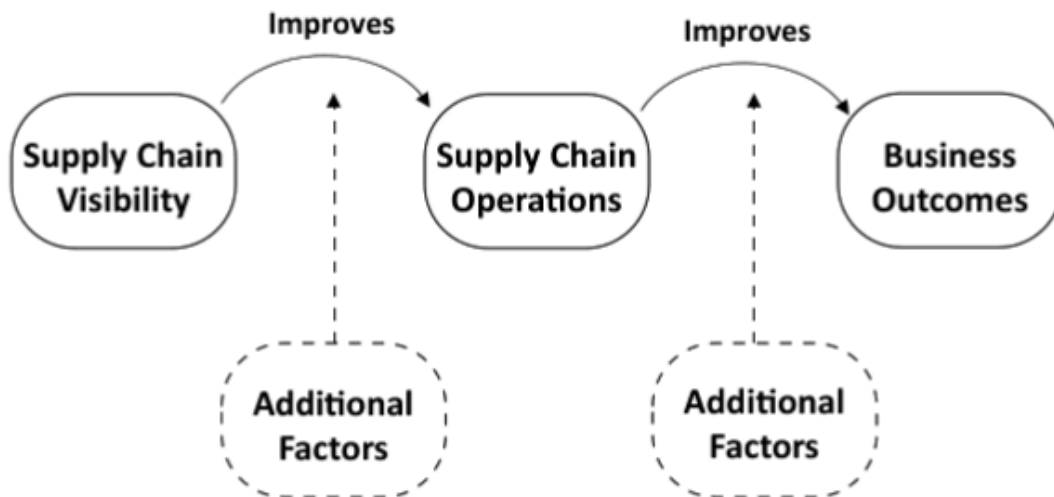 Improves
Improves
Supply Chain
Visibility
Supply Chain
Operations
Business
Outcomes
Additional
Factors
Additional
Factors